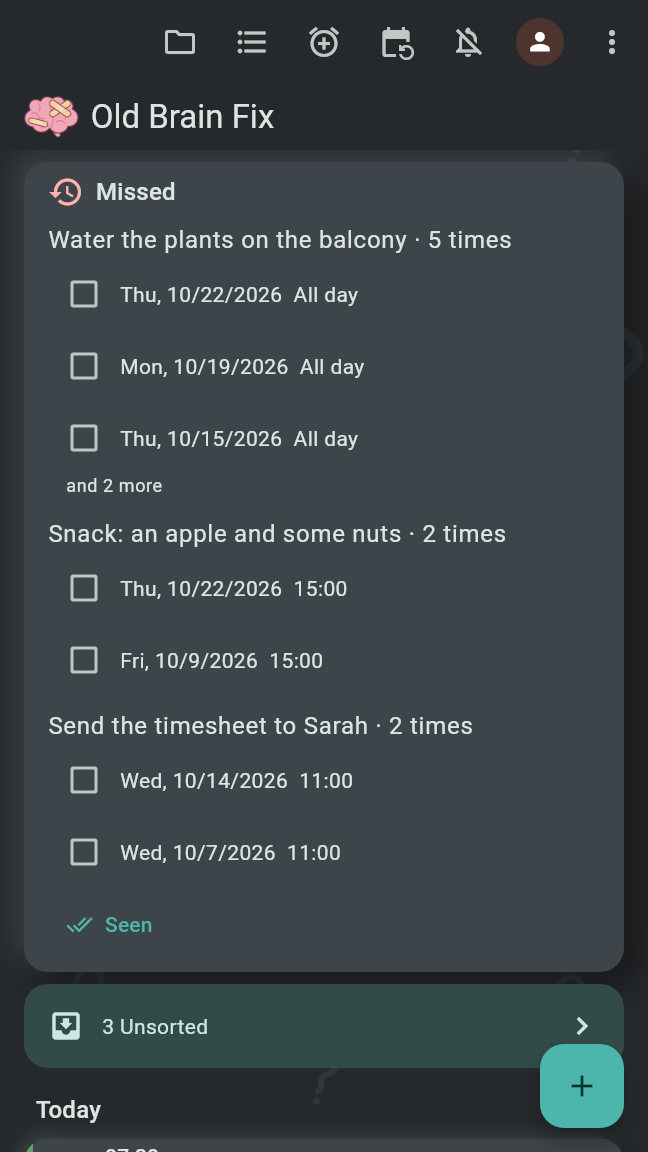 Old Brain Fix
Missed
Water the plants on the balcony · 5 times
Thu, 10/22/2026 All day
Mon, 10/19/2026 All day
Thu, 10/15/2026 All day
and 2 more
Snack: an apple and some nuts · 2 times
Thu, 10/22/2026 15:00
Fri, 10/9/2026 15:00
Send the timesheet to Sarah · 2 times
Wed, 10/14/2026 11:00
Wed, 10/7/2026 11:00
Seen
3 Unsorted
Today